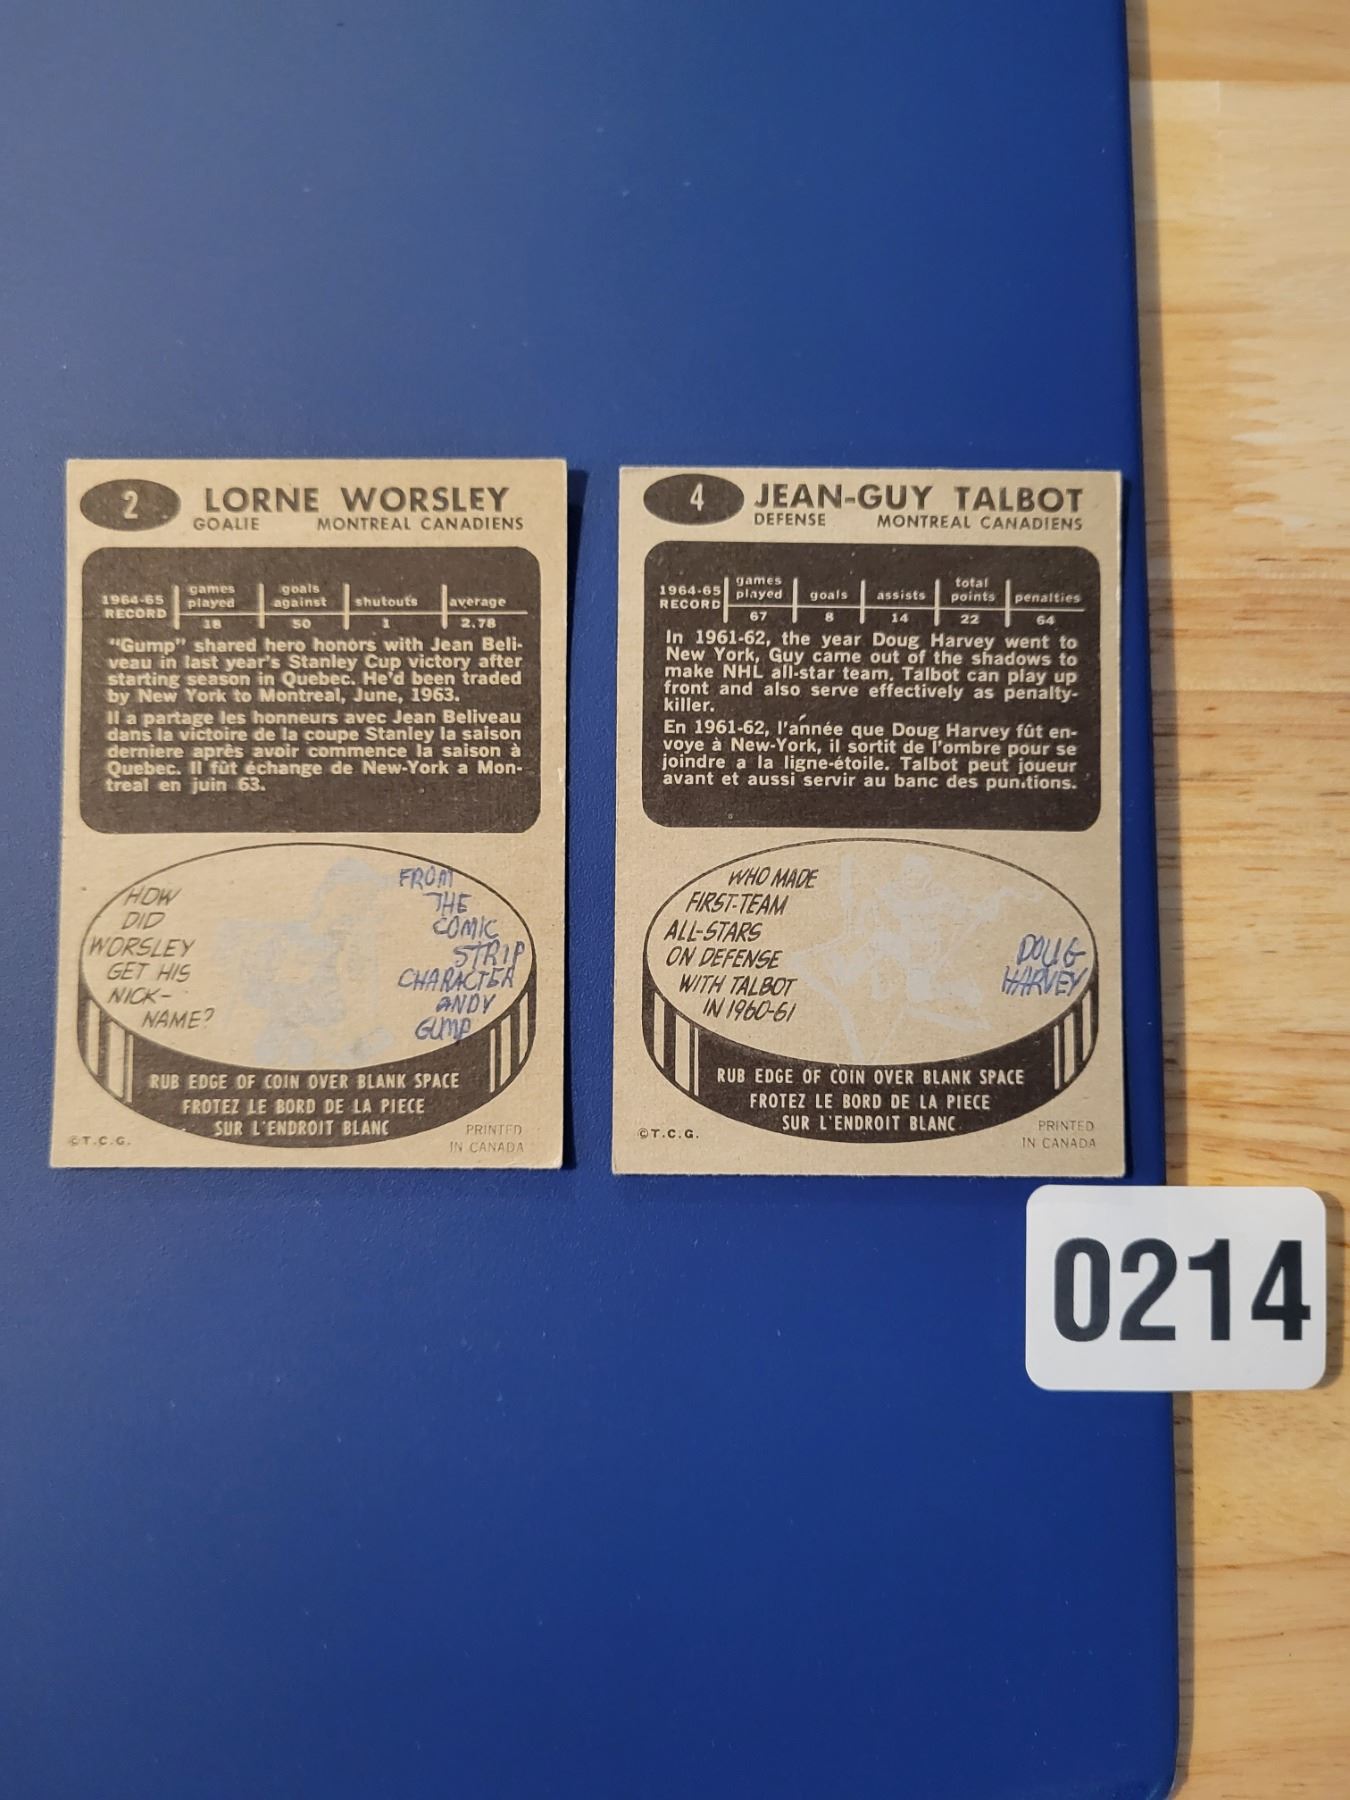 2 LORNE WORSLEY
GOALIE MONTREAL CANADIENS
1964-65 RECORD games played goals against shutouts average
18 50 1 2.78
"Gump" shared hero honors with Jean Beli-
veau in last year's Stanley Cup victory after
starting season in Quebec. He'd been traded
by New York to Montreal, June, 1963.
Il a partage les honneurs avec Jean Beliveau
dans la victoire de la coupe Stanley la saison
derniere après avoir commence la saison à
Quebec. Il fût échange de New-York a Mon-
treal en juin 63.
HOW
DID
WORSLEY
GET HIS
NICK-
NAME?
FROM
THE
COMIC
STRIP
CHARACTER
ANDY
GUMP
RUB EDGE OF COIN OVER BLANK SPACE
FROTEZ LE BORD DE LA PIECE
SUR L'ENDROIT BLANC
©T.C.G.
PRINTED
IN CANADA
4 JEAN-GUY TALBOT
DEFENSE MONTREAL CANADIENS
1964-65 RECORD games played goals assists total points penalties
67 8 14 22 64
In 1961-62, the year Doug Harvey went to
New York, Guy came out of the shadows to
make NHL all-star team. Talbot can play up
front and also serve effectively as penalty-
killer.
En 1961-62, l'année que Doug Harvey fût en-
voye à New-York, il sortit de l'ombre pour se
joindre a la ligne-étoile. Talbot peut joueur
avant et aussi servir au banc des punitions.
WHO MADE
FIRST-TEAM
ALL-STARS
ON DEFENSE
WITH TALBOT
IN 1960-61
DOUG
HARVEY
RUB EDGE OF COIN OVER BLANK SPACE
FROTEZ LE BORD DE LA PIECE
SUR L'ENDROIT BLANC
©T.C.G.
PRINTED
IN CANADA
0214